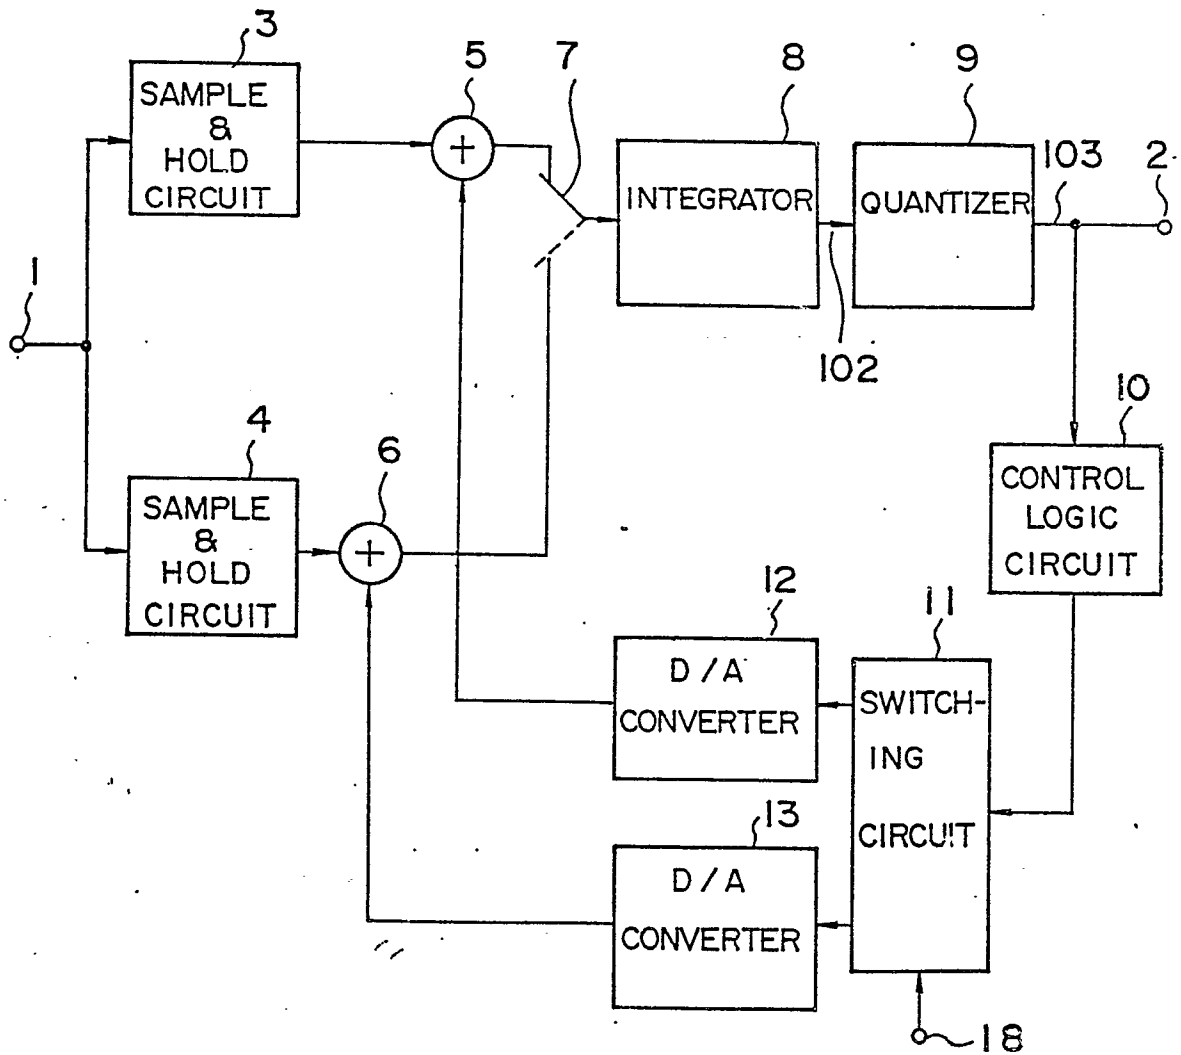 3
SAMPLE
&
HOLD
CIRCUIT
5
7
8
INTEGRATOR
9
QUANTIZER
103
2
102
1
4
SAMPLE
&
HOLD
CIRCUIT
6
10
CONTROL
LOGIC
CIRCUIT
12
D/A
CONVERTER
11
SWITCH-
ING
CIRCUIT
13
D/A
CONVERTER
18